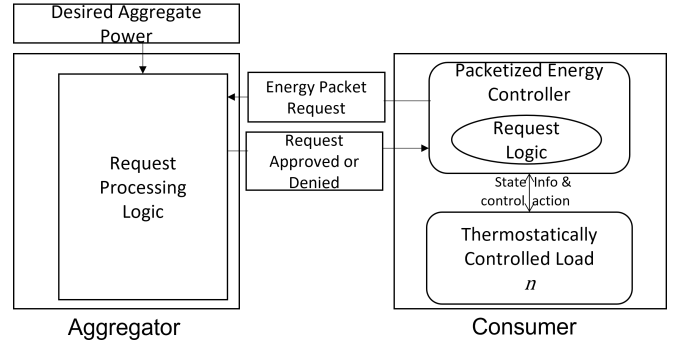 Desired Aggregate
Power
Packetized Energy
Controller
Energy Packet
Request
Request
Logic
Request
Approved or
Denied
Request
Processing
Logic
State Info &
control action
Thermostatically
Controlled Load
n
Aggregator
Consumer